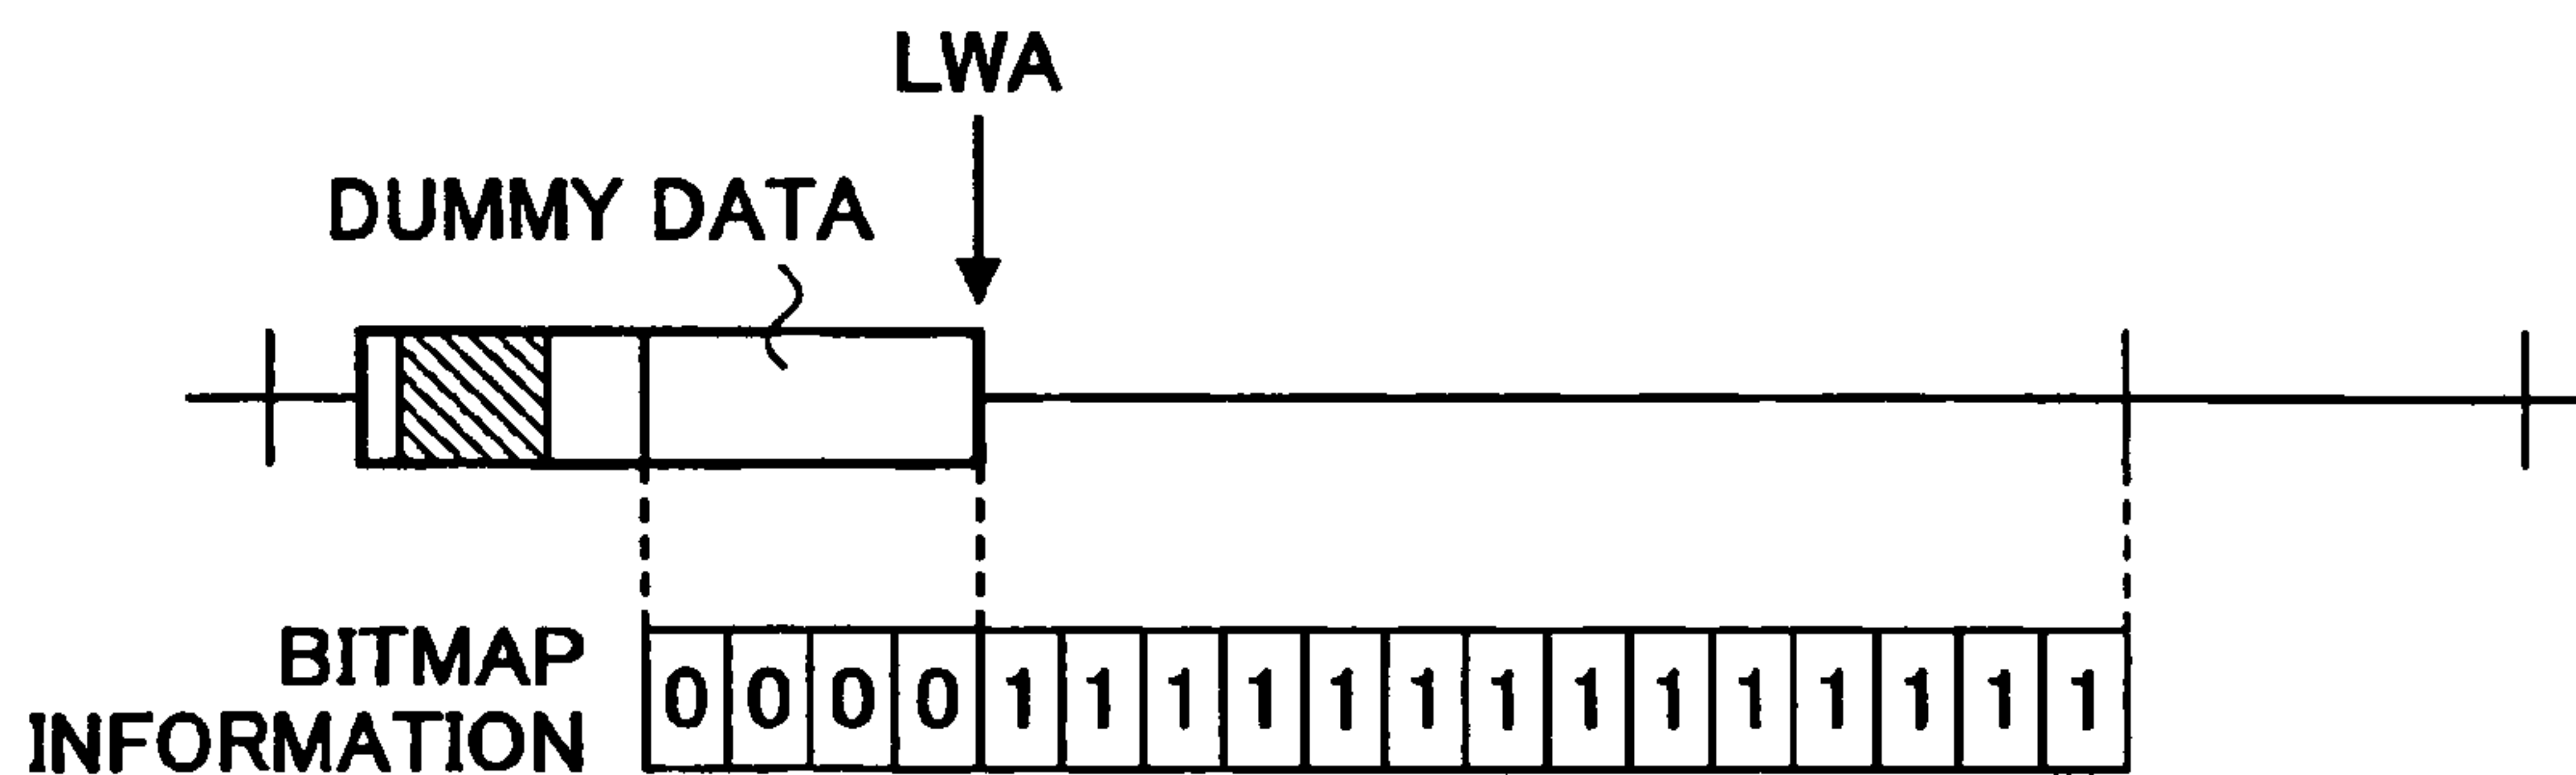 LWA
DUMMY DATA
BITMAP
INFORMATION
0 0 0 0 1 1 1 1 1 1 1 1 1 1 1 1 1 1